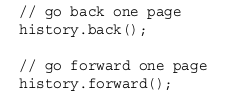 // go back one page
history.back();
// go forward one page
history.forward();